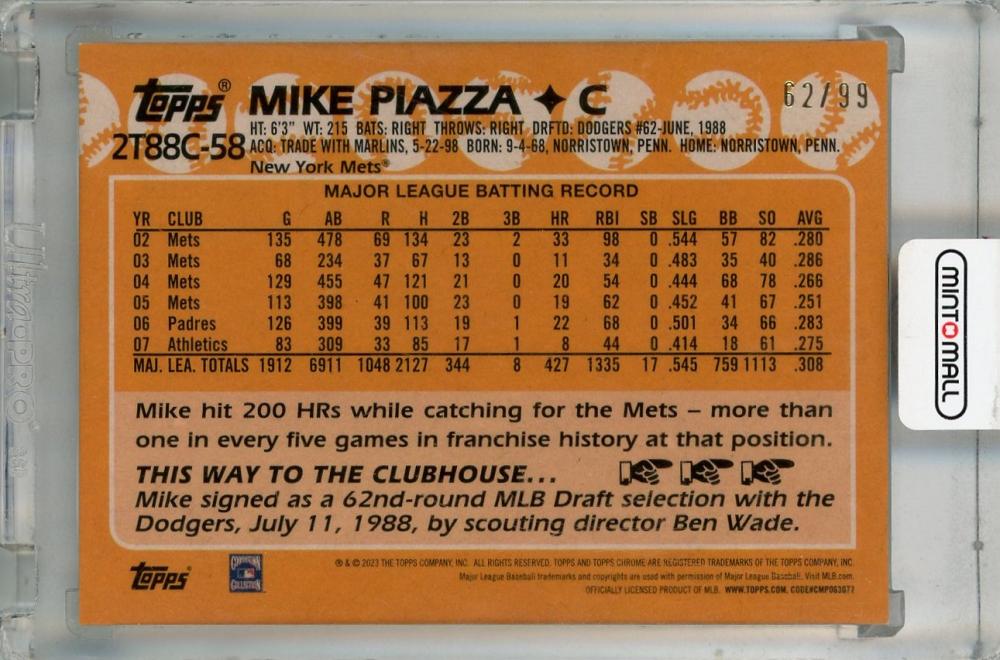 Topps®
2T88C-58
MIKE PIAZZA ✦ C
62/99
HT: 6'3" WT: 215 BATS: RIGHT THROWS: RIGHT DRFTD: DODGERS #62-JUNE, 1988
ACQ: TRADE WITH MARLINS, 5-22-98 BORN: 9-4-68, NORRISTOWN, PENN. HOME: NORRISTOWN, PENN.
New York Mets®
MAJOR LEAGUE BATTING RECORD
YR CLUB G AB R H 2B 3B HR RBI SB SLG BB SO AVG
02 Mets 135 478 69 134 23 2 33 98 0 .544 57 82 .280
03 Mets 68 234 37 67 13 0 11 34 0 .483 35 40 .286
04 Mets 129 455 47 121 21 0 20 54 0 .444 68 78 .266
05 Mets 113 398 41 100 23 0 19 62 0 .452 41 67 .251
06 Padres 126 399 39 113 19 1 22 68 0 .501 34 66 .283
07 Athletics 83 309 33 85 17 1 8 44 0 .414 18 61 .275
MAJ. LEA. TOTALS 1912 6911 1048 2127 344 8 427 1335 17 .545 759 1113 .308
Mike hit 200 HRs while catching for the Mets – more than
one in every five games in franchise history at that position.
THIS WAY TO THE CLUBHOUSE...
Mike signed as a 62nd-round MLB Draft selection with the
Dodgers, July 11, 1988, by scouting director Ben Wade.
Topps®
COOPERSTOWN
COLLECTION
® & © 2023 THE TOPPS COMPANY, INC. ALL RIGHTS RESERVED. TOPPS AND TOPPS CHROME ARE REGISTERED TRADEMARKS OF THE TOPPS COMPANY, INC.
Major League Baseball trademarks and copyrights are used with permission of Major League Baseball. Visit MLB.com.
OFFICIALLY LICENSED PRODUCT OF MLB. WWW.TOPPS.COM. CODE#CMP063077
MINTOMALL
UltraPRO